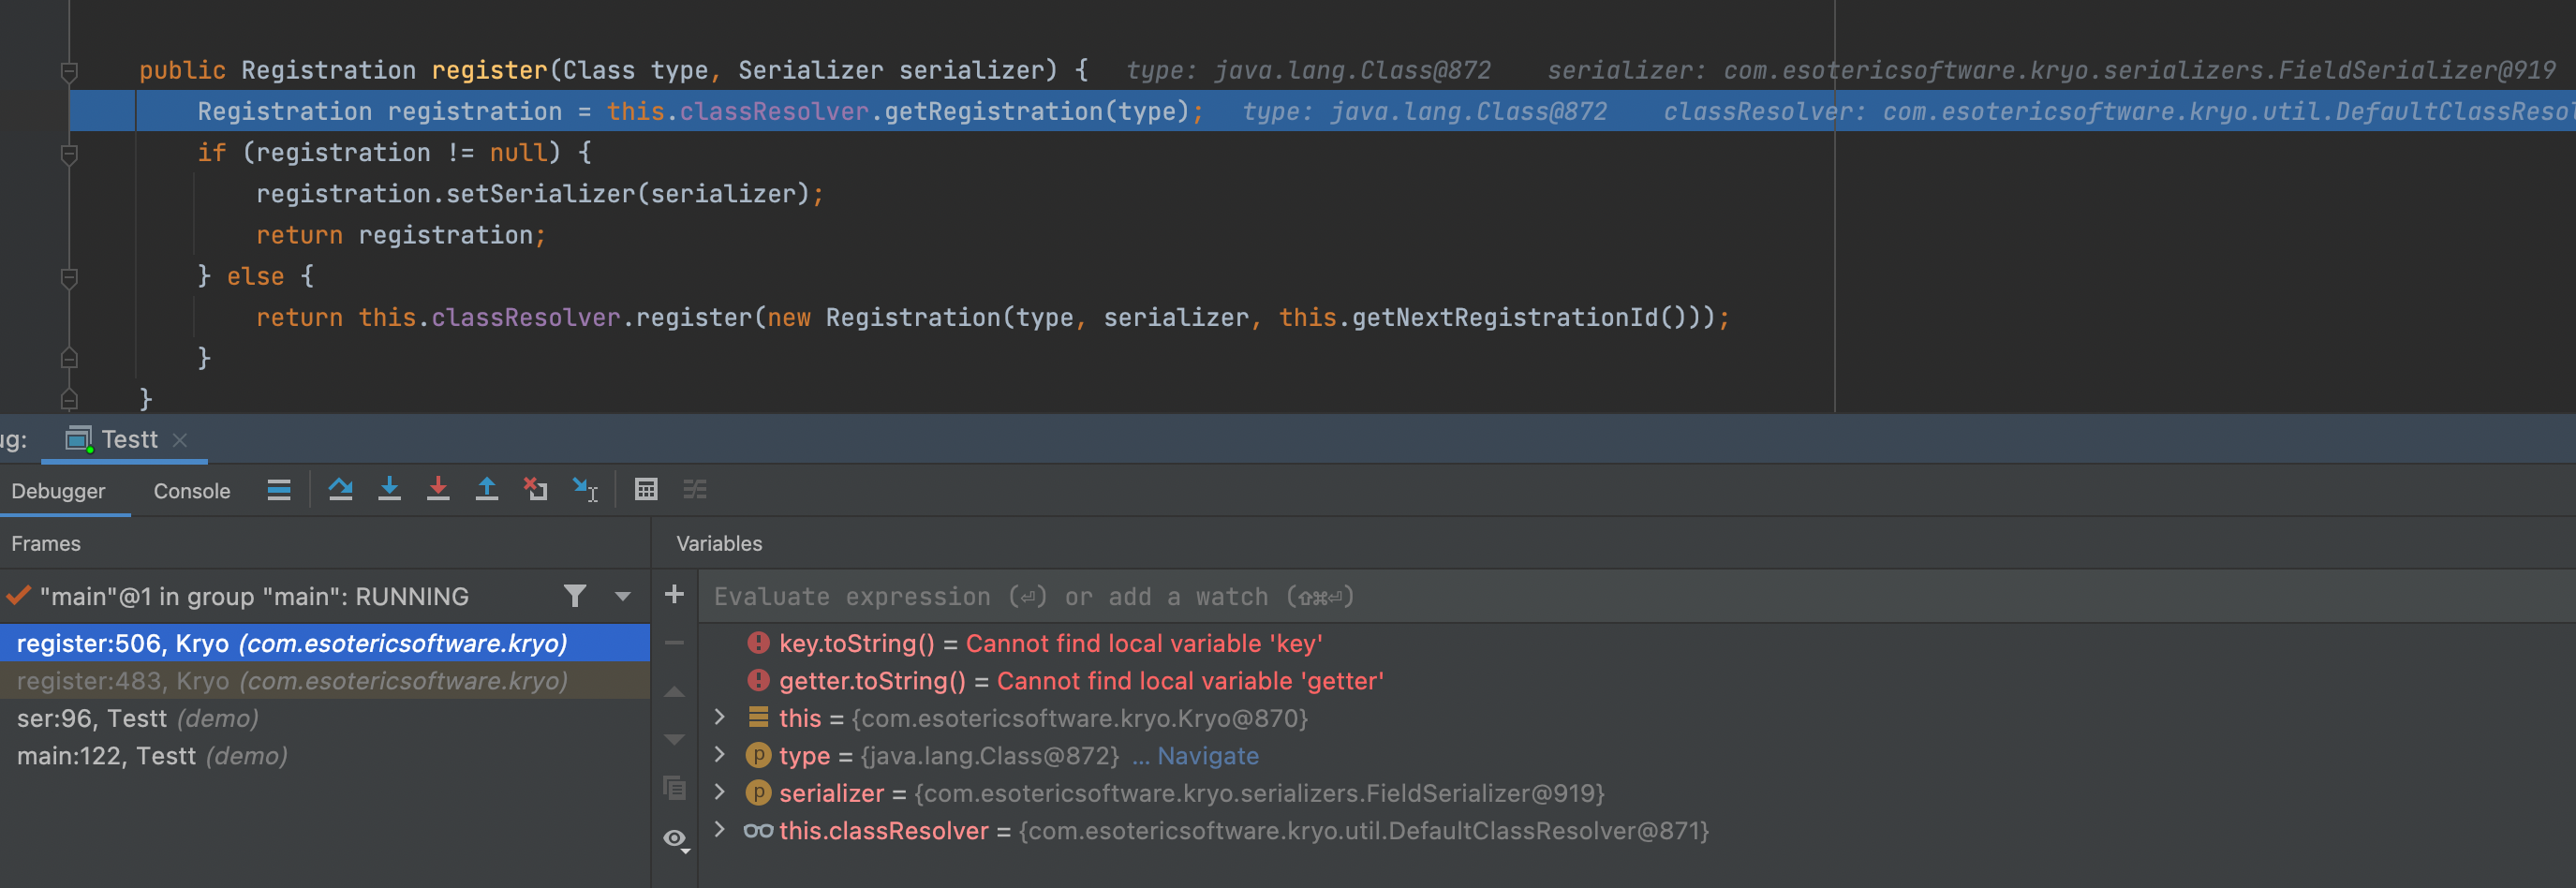 public Registration register(Class type, Serializer serializer) { type: java.lang.Class@872 serializer: com.esotericsoftware.kryo.serializers.FieldSerializer@919
Registration registration = this.classResolver.getRegistration(type); type: java.lang.Class@872 classResolver: com.esotericsoftware.kryo.util.DefaultClassResol
if (registration != null) {
registration.setSerializer(serializer);
return registration;
} else {
return this.classResolver.register(new Registration(type, serializer, this.getNextRegistrationId()));
}
}
ug: Testt
Debugger Console
Frames
Variables
"main"@1 in group "main": RUNNING
Evaluate expression (⏎) or add a watch (⇧⌘⏎)
register:506, Kryo (com.esotericsoftware.kryo)
register:483, Kryo (com.esotericsoftware.kryo)
ser:96, Testt (demo)
main:122, Testt (demo)
key.toString() = Cannot find local variable 'key'
getter.toString() = Cannot find local variable 'getter'
this = {com.esotericsoftware.kryo.Kryo@870}
p type = {java.lang.Class@872} ... Navigate
p serializer = {com.esotericsoftware.kryo.serializers.FieldSerializer@919}
this.classResolver = {com.esotericsoftware.kryo.util.DefaultClassResolver@871}